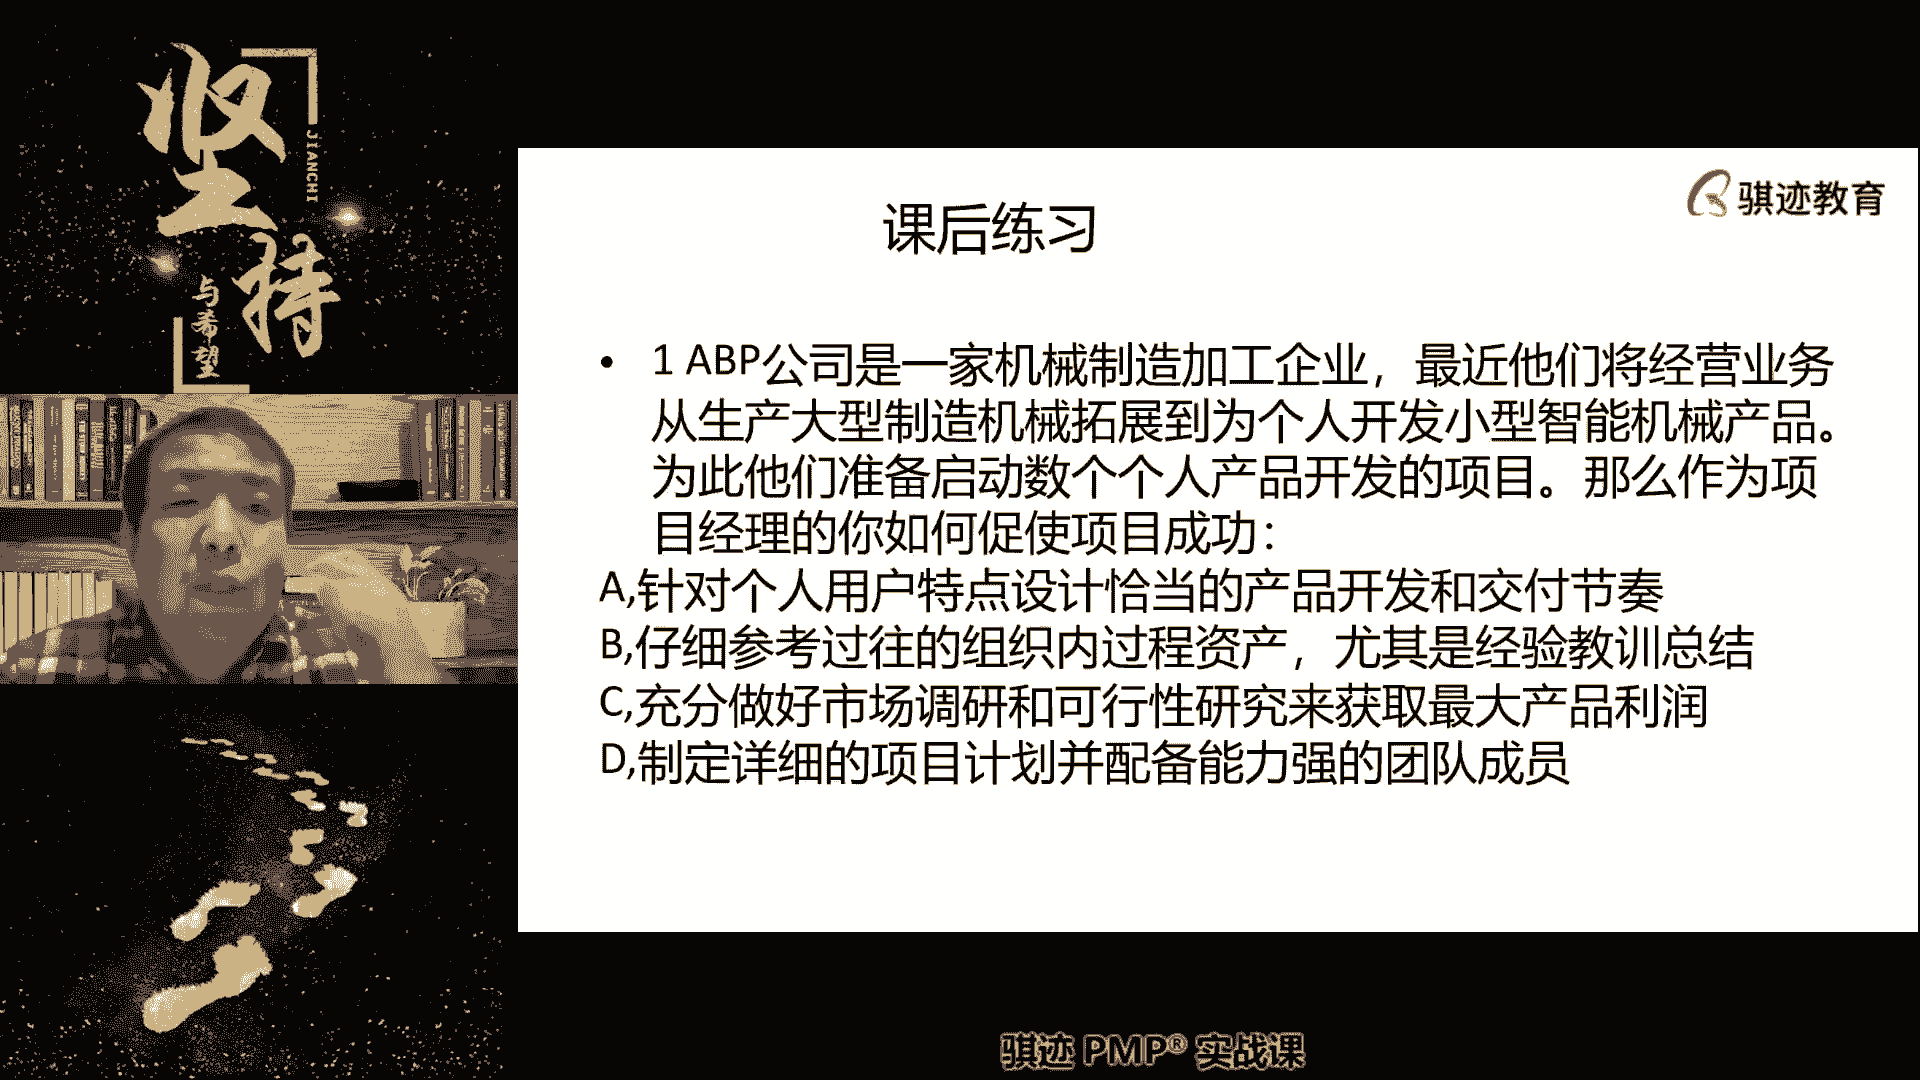 坚持
JIANCHI
与希望
骐迹教育
课后练习
• 1 ABP公司是一家机械制造加工企业，最近他们将经营业务
从生产大型制造机械拓展到为个人开发小型智能机械产品。
为此他们准备启动数个个人产品开发的项目。那么作为项
目经理的你如何促使项目成功：
A,针对个人用户特点设计恰当的产品开发和交付节奏
B,仔细参考过往的组织内过程资产，尤其是经验教训总结
C,充分做好市场调研和可行性研究来获取最大产品利润
D,制定详细的项目计划并配备能力强的团队成员
骐迹 PMP® 实战课